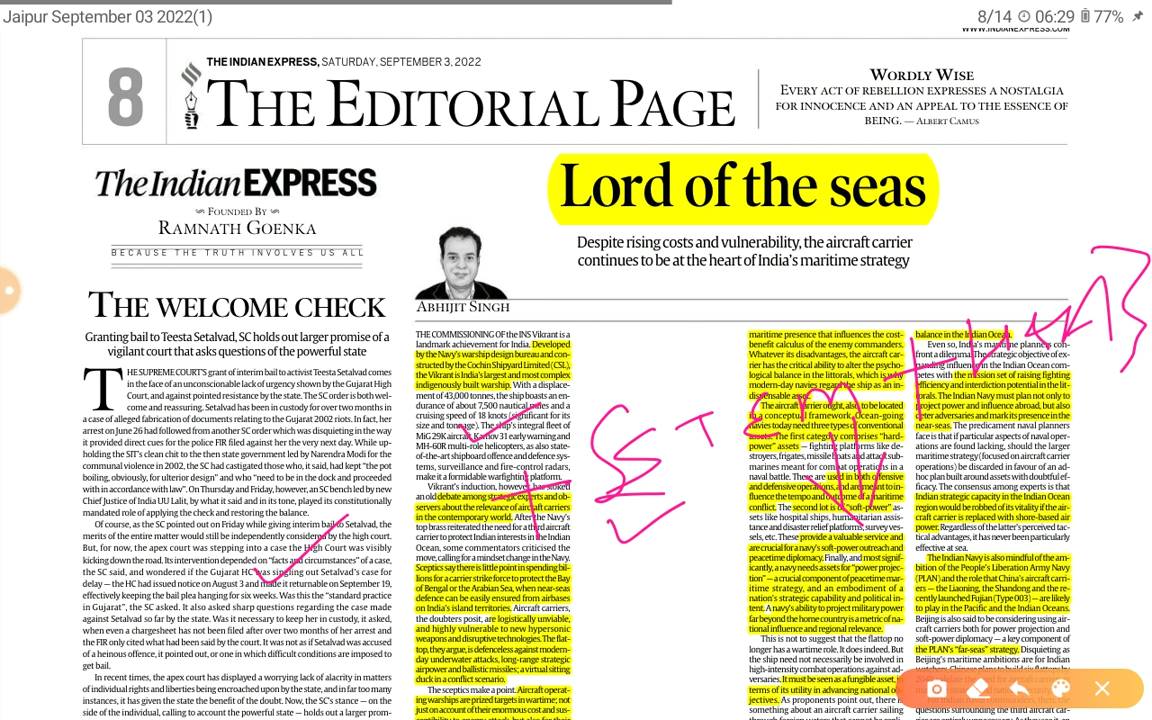 Jaipur September 03 2022(1)
8/14 06:29 77%
WWW.INDIANEXPRESS.COM
8
THE INDIAN EXPRESS, SATURDAY, SEPTEMBER 3, 2022
THE EDITORIAL PAGE
WORDLY WISE
EVERY ACT OF REBELLION EXPRESSES A NOSTALGIA
FOR INNOCENCE AND AN APPEAL TO THE ESSENCE OF
BEING. — ALBERT CAMUS
The Indian EXPRESS
FOUNDED BY
RAMNATH GOENKA
BECAUSE THE TRUTH INVOLVES US ALL
THE WELCOME CHECK
Granting bail to Teesta Setalvad, SC holds out larger promise of a
vigilant court that asks questions of the powerful state
THE SUPREME COURT'S grant of interim bail to activist Teesta Setalvad comes
in the face of an unconscionable lack of urgency shown by the Gujarat High
Court, and against pointed resistance by the state. The SC order is both wel-
come and reassuring. Setalvad has been in custody for over two months in
a case of alleged fabrication of documents relating to the Gujarat 2002 riots. In fact, her
arrest on June 26 had followed from another SC order which was disquieting in the way
it provided direct cues for the police FIR filed against her the very next day. While up-
holding the SIT's clean chit to the then state government led by Narendra Modi for the
communal violence in 2002, the SC had castigated those who, it said, had kept "the pot
boiling, obviously, for ulterior design" and who "need to be in the dock and proceeded
with in accordance with law". On Thursday and Friday, however, an SC bench led by new
Chief Justice of India UU Lalit, by what it said and in its tone, played its constitutionally
mandated role of applying the check and restoring the balance.
Of course, as the SC pointed out on Friday while giving interim bail to Setalvad, the
merits of the entire matter would still be independently considered by the high court.
But, for now, the apex court was stepping into a case the High Court was visibly
kicking down the road. Its intervention depended on "facts and circumstances" of a case,
the SC said, and wondered if the Gujarat HC was singling out Setalvad's case for
delay — the HC had issued notice on August 3 and made it returnable on September 19,
effectively keeping the bail plea hanging for six weeks. Was this the "standard practice
in Gujarat", the SC asked. It also asked sharp questions regarding the case made
against Setalvad so far by the state. Was it necessary to keep her in custody, it asked,
when even a chargesheet has not been filed after over two months of her arrest and
the FIR only cited what had been said by the court. It was not as if Setalvad was accused
of a heinous offence, it pointed out, or one in which difficult conditions are imposed to
get bail.
In recent times, the apex court has displayed a worrying lack of alacrity in matters
of individual rights and liberties being encroached upon by the state, and in far too many
instances, it has given the state the benefit of the doubt. Now, the SC's stance — on the
side of the individual, calling to account the powerful state — holds out a larger prom-
Lord of the seas
Despite rising costs and vulnerability, the aircraft carrier
continues to be at the heart of India's maritime strategy
ABHIJIT SINGH
THE COMMISSIONING OF the INS Vikrant is a
landmark achievement for India. Developed
by the Navy's warship design bureau and con-
structed by the Cochin Shipyard Limited (CSL),
the Vikrant is India's largest and most complex
indigenously built warship. With a displace-
ment of 43,000 tonnes, the ship boasts an en-
durance of about 7,500 nautical miles and a
cruising speed of 18 knots (significant for its
size and tonnage). The ship's integral fleet of
MiG 29K aircraft, Kamov 31 early warning and
MH-60R multi-role helicopters, as also state-
of-the-art shipboard offence and defence sys-
tems, surveillance and fire-control radars,
make it a formidable warfighting platform.
Vikrant's induction, however, has stoked
an old debate among strategic experts and ob-
servers about the relevance of aircraft carriers
in the contemporary world. After the Navy's
top brass reiterated the need for a third aircraft
carrier to protect Indian interests in the Indian
Ocean, some commentators criticised the
move, calling for a mindset change in the Navy.
Sceptics say there is little point in spending bil-
lions for a carrier strike force to protect the Bay
of Bengal or the Arabian Sea, when near-seas
defence can be easily ensured from airbases
on India's island territories. Aircraft carriers,
the doubters posit, are logistically unviable,
and highly vulnerable to new hypersonic
weapons and disruptive technologies. The flat-
top, they argue, is defenceless against modern-
day underwater attacks, long-range strategic
airpower and ballistic missiles; a virtual sitting
duck in a conflict scenario.
The sceptics make a point. Aircraft operat-
ing warships are prized targets in wartime; not
just on account of their enormous cost and sus-
maritime presence that influences the cost-
benefit calculus of the enemy commanders.
Whatever its disadvantages, the aircraft car-
rier has the critical ability to alter the psycho-
logical balance in the littorals, which is why
modern-day navies regard the ship as an in-
dispensable asset.
The aircraft carrier ought, also, to be located
in a conceptual framework. Ocean-going
navies today need three types of conventional
assets. The first category comprises "hard-
power" assets — fighting platforms like de-
stroyers, frigates, missile boats and attack sub-
marines meant for combat operations in a
naval battle. These are used in both offensive
and defensive operations, and are meant to in-
fluence the tempo and outcome of a maritime
conflict. The second lot is of "soft-power" as-
sets like hospital ships, humanitarian assis-
tance and disaster relief platforms, survey ves-
sels, etc. These provide a valuable service and
are crucial for a navy's soft-power outreach and
peacetime diplomacy. Finally, and most signif-
icantly, a navy needs assets for "power projec-
tion" — a crucial component of peacetime mar-
itime strategy, and an embodiment of a
nation's strategic capability and political in-
tent. A navy's ability to project military power
far beyond the home country is a metric of na-
tional influence and regional relevance.
This is not to suggest that the flattop no
longer has a wartime role. It does indeed. But
the ship need not necessarily be involved in
high-intensity combat operations against ad-
versaries. It must be seen as a fungible asset, in
terms of its utility in advancing national ob-
jectives. As proponents point out, there is
something about an aircraft carrier sailing
balance in the Indian Ocean.
Even so, India's maritime planners con-
front a dilemma. The strategic objective of ex-
panding influence in the Indian Ocean com-
petes with the mission set of raising fighting
efficiency and interdiction potential in the lit-
torals. The Indian Navy must plan not only to
project power and influence abroad, but also
deter adversaries and mark its presence in the
near-seas. The predicament naval planners
face is that if particular aspects of naval oper-
ations are found lacking, should the larger
maritime strategy (focused on aircraft carrier
operations) be discarded in favour of an ad-
hoc plan built around assets with doubtful ef-
ficacy. The consensus among experts is that
Indian strategic capacity in the Indian Ocean
region would be robbed of its vitality if the air-
craft carrier is replaced with shore-based air
power. Regardless of the latter's perceived tac-
tical advantages, it has never been particularly
effective at sea.
The Indian Navy is also mindful of the am-
bition of the People's Liberation Army Navy
(PLAN) and the role that China's aircraft carri-
ers — the Liaoning, the Shandong and the re-
cently launched Fujian (Type 003) — are likely
to play in the Pacific and the Indian Oceans.
Beijing is also said to be considering using air-
craft carriers for both power projection and
soft-power diplomacy — a key component of
the PLAN's "far-seas" strategy. Disquieting as
Beijing's maritime ambitions are for Indian
questions surrounding the third aircraft car-